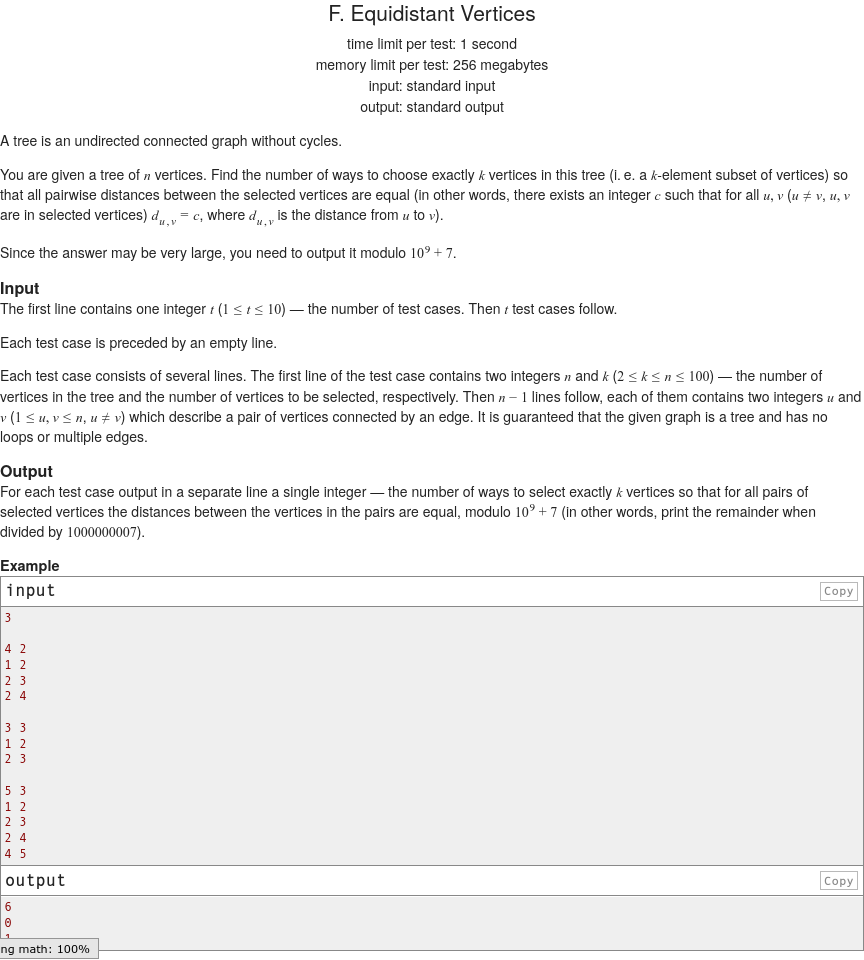 F. Equidistant Vertices
time limit per test: 1 second
memory limit per test: 256 megabytes
input: standard input
output: standard output
A tree is an undirected connected graph without cycles.
You are given a tree of n vertices. Find the number of ways to choose exactly k vertices in this tree (i. e. a k-element subset of vertices) so
that all pairwise distances between the selected vertices are equal (in other words, there exists an integer c such that for all u, v (u ≠ v, u, v
are in selected vertices) d_{u,v} = c, where d_{u,v} is the distance from u to v).
Since the answer may be very large, you need to output it modulo 10⁹ + 7.
Input
The first line contains one integer t (1 ≤ t ≤ 10) — the number of test cases. Then t test cases follow.
Each test case is preceded by an empty line.
Each test case consists of several lines. The first line of the test case contains two integers n and k (2 ≤ k ≤ n ≤ 100) — the number of
vertices in the tree and the number of vertices to be selected, respectively. Then n − 1 lines follow, each of them contains two integers u and
v (1 ≤ u, v ≤ n, u ≠ v) which describe a pair of vertices connected by an edge. It is guaranteed that the given graph is a tree and has no
loops or multiple edges.
Output
For each test case output in a separate line a single integer — the number of ways to select exactly k vertices so that for all pairs of
selected vertices the distances between the vertices in the pairs are equal, modulo 10⁹ + 7 (in other words, print the remainder when
divided by 1000000007).
Example
input Copy
3
4 2
1 2
2 3
2 4
3 3
1 2
2 3
5 3
1 2
2 3
2 4
4 5
output Copy
6
0
ng math: 100%